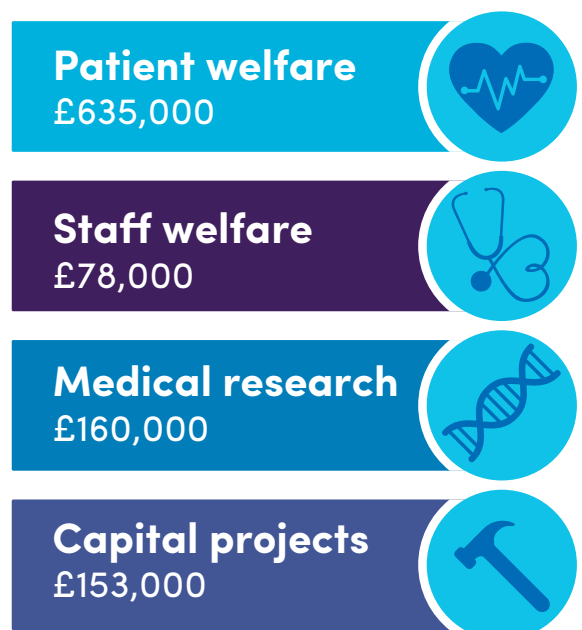 Patient welfare
£635,000
Staff welfare
£78,000
Medical research
£160,000
Capital projects
£153,000